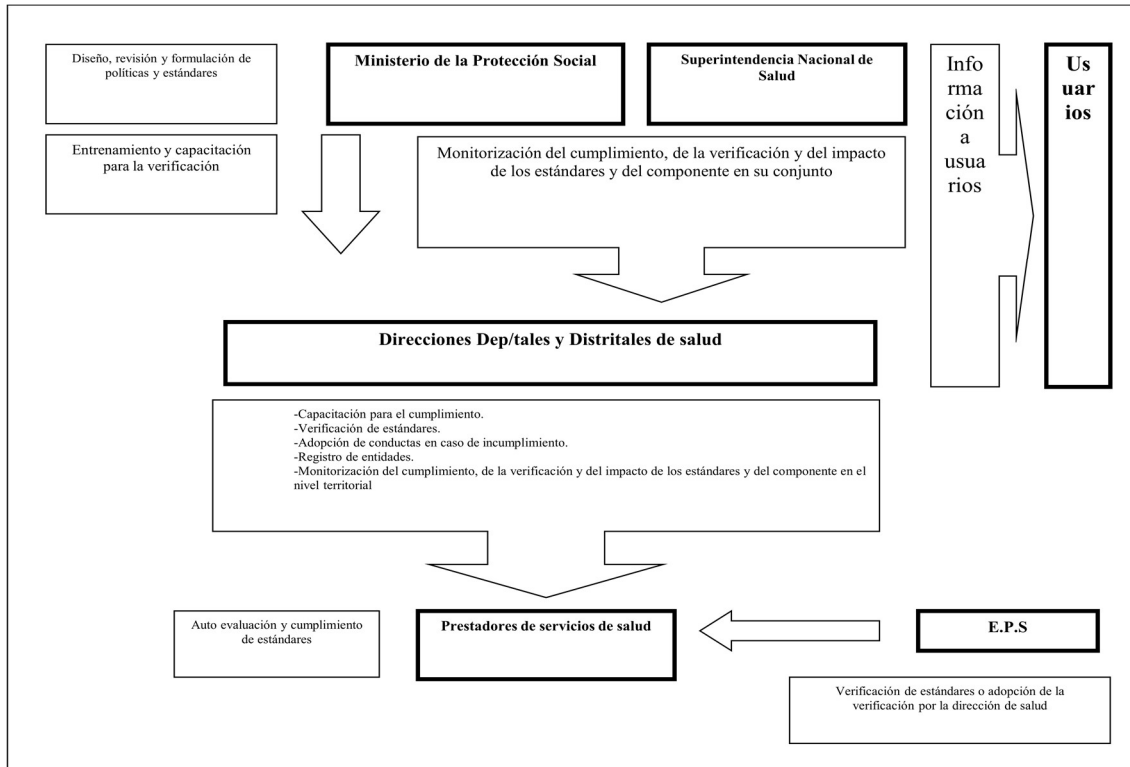 Diseño, revisión y formulación de
políticas y estándares
Ministerio de la Protección Social
Superintendencia Nacional de
Salud
Info
rma
ción
a
usua
rios
Us
uar
ios
Entrenamiento y capacitación
para la verificación
Monitorización del cumplimiento, de la verificación y del impacto
de los estándares y del componente en su conjunto
Direcciones Dep/tales y Distritales de salud
-Capacitación para el cumplimiento.
-Verificación de estándares.
-Adopción de conductas en caso de incumplimiento.
-Registro de entidades.
-Monitorización del cumplimiento, de la verificación y del impacto de los estándares y del componente en el
nivel territorial
Auto evaluación y cumplimiento
de estándares
Prestadores de servicios de salud
E.P.S
Verificación de estándares o adopción de la
verificación por la dirección de salud